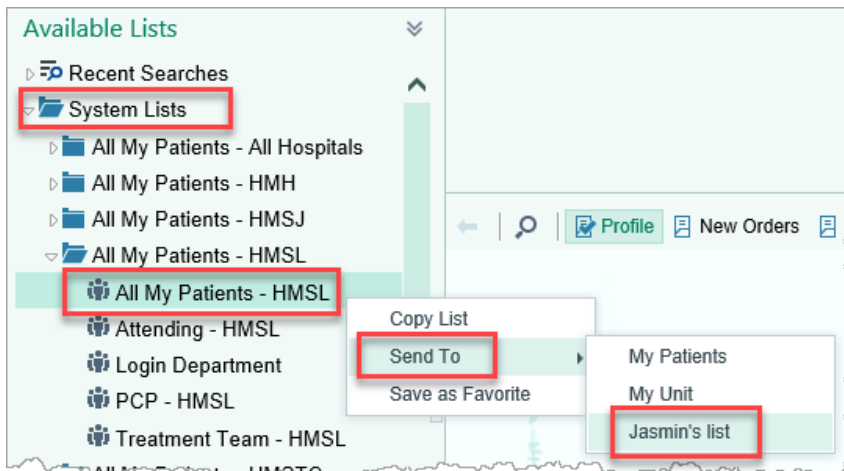 Available Lists
Recent Searches
System Lists
All My Patients - All Hospitals
All My Patients - HMH
All My Patients - HMSJ
All My Patients - HMSL
All My Patients - HMSL
Attending - HMSL
Login Department
PCP - HMSL
Treatment Team - HMSL
Profile New Orders
Copy List
Send To
Save as Favorite
My Patients
My Unit
Jasmin's list